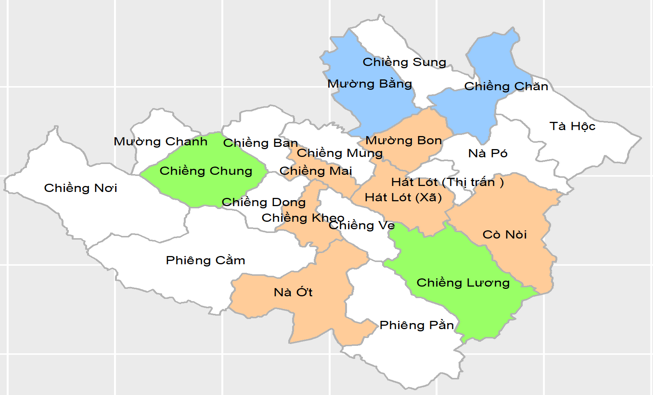 Chiềng Sung
Mường Bằng
Chiềng Chăn
Tà Hộc
Mường Chanh
Chiềng Ban
Mường Bon
Chiềng Mung
Nà Pó
Chiềng Chung
Chiềng Mai
Hát Lót (Thị trấn )
Chiềng Nơi
Hát Lót (Xã)
Chiềng Dong
Chiềng Kheo
Chiềng Ve
Cò Nòi
Phiêng Cằm
Chiềng Lương
Nà Ớt
Phiêng Pằn